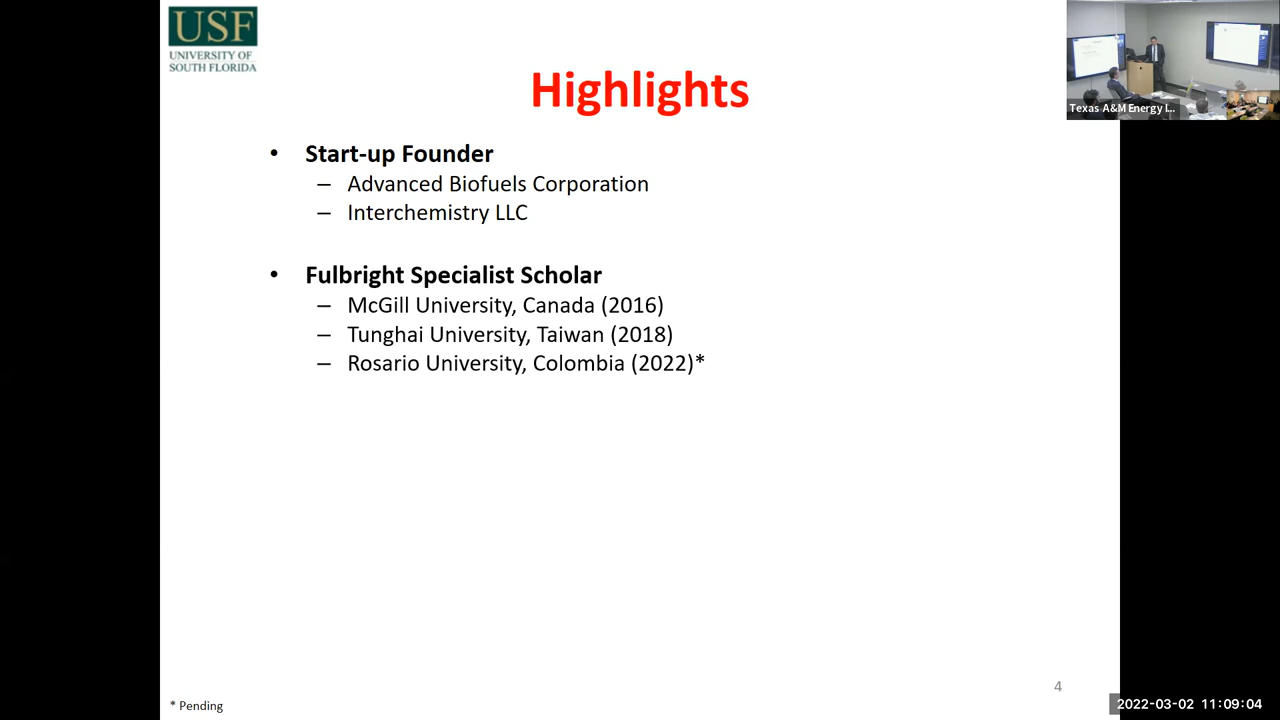 USF
UNIVERSITY OF
SOUTH FLORIDA
Highlights
• Start-up Founder
– Advanced Biofuels Corporation
– Interchemistry LLC
• Fulbright Specialist Scholar
– McGill University, Canada (2016)
– Tunghai University, Taiwan (2018)
– Rosario University, Colombia (2022)*
* Pending
4
Texas A&M Energy I...
2022-03-02 11:09:04